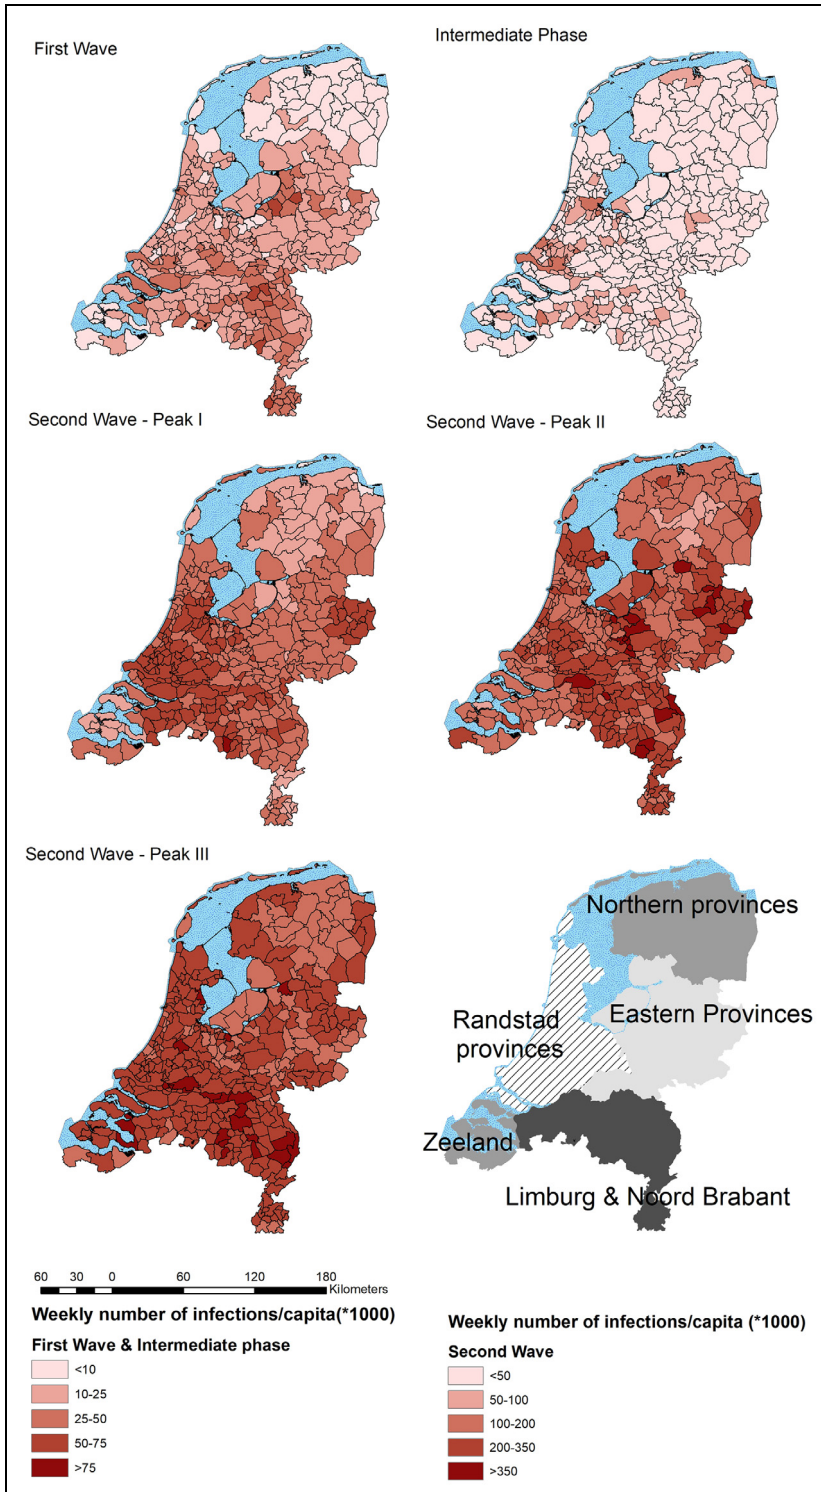 First Wave
Intermediate Phase
Second Wave - Peak I
Second Wave - Peak II
Second Wave - Peak III
Northern provinces
Randstad
provinces
Eastern Provinces
Zeeland
Limburg & Noord Brabant
60 30 0 60 120 180
Kilometers
Weekly number of infections/capita(*1000)
First Wave & Intermediate phase
<10
10-25
25-50
50-75
>75
Weekly number of infections/capita (*1000)
Second Wave
<50
50-100
100-200
200-350
>350